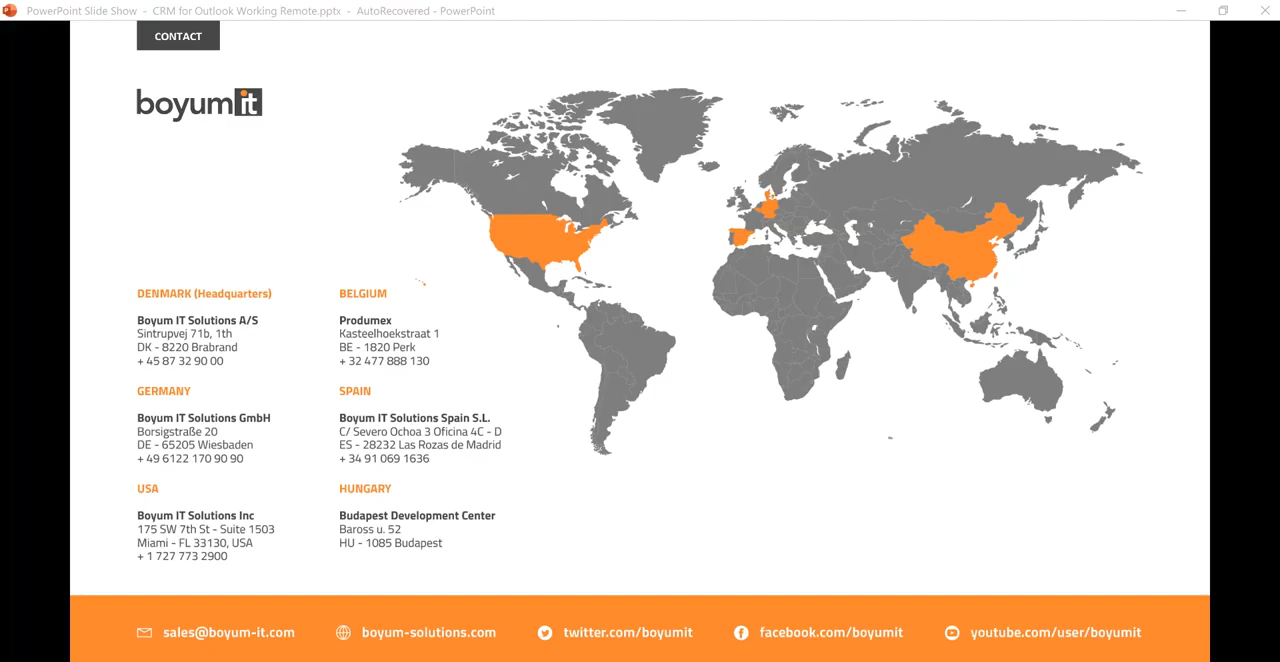 PowerPoint Slide Show - CRM for Outlook Working Remote.pptx - AutoRecovered - PowerPoint
CONTACT
boyumit
DENMARK (Headquarters)
Boyum IT Solutions A/S
Sintrupvej 71b, 1th
DK - 8220 Brabrand
+ 45 87 32 90 00
BELGIUM
Produmex
Kasteelhoekstraat 1
BE - 1820 Perk
+ 32 477 888 130
GERMANY
Boyum IT Solutions GmbH
Borsigstraße 20
DE - 65205 Wiesbaden
+ 49 6122 170 90 90
SPAIN
Boyum IT Solutions Spain S.L.
C/ Severo Ochoa 3 Oficina 4C - D
ES - 28232 Las Rozas de Madrid
+ 34 91 069 1636
USA
Boyum IT Solutions Inc
175 SW 7th St - Suite 1503
Miami - FL 33130, USA
+ 1 727 773 2900
HUNGARY
Budapest Development Center
Baross u. 52
HU - 1085 Budapest
sales@boyum-it.com
boyum-solutions.com
twitter.com/boyumit
facebook.com/boyumit
youtube.com/user/boyumit